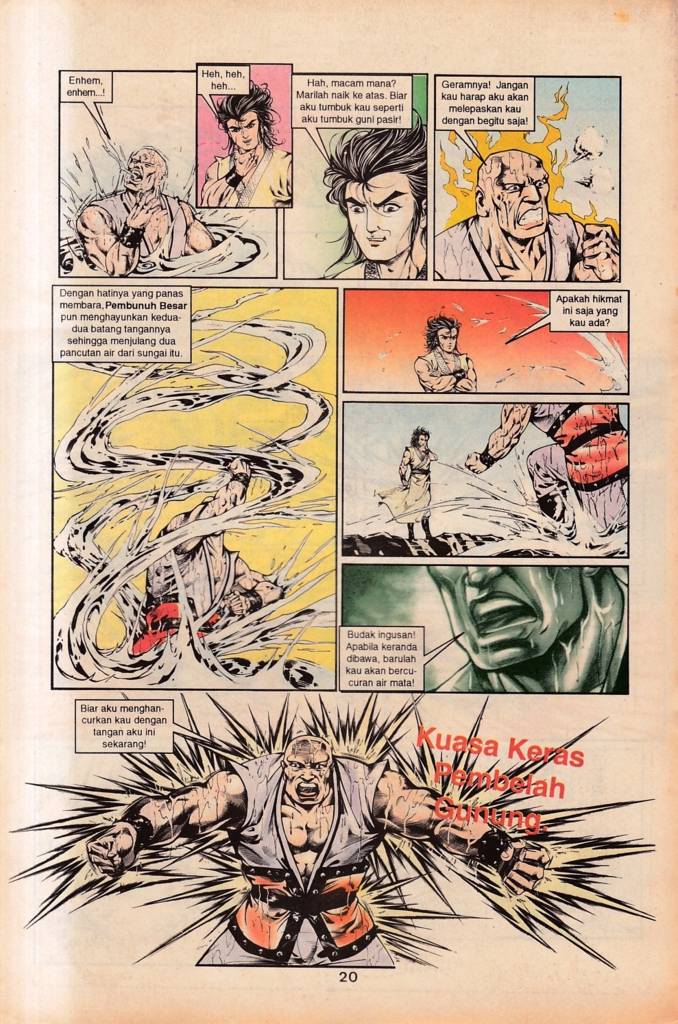 Enhem,
enhem...!
Heh, heh,
heh...
Hah, macam mana?
Marilah naik ke atas. Biar
aku tumbuk kau seperti
aku tumbuk guni pasir!
Geramnya! Jangan
kau harap aku akan
melepaskan kau
dengan begitu saja!
Dengan hatinya yang panas
membara, Pembunuh Besar
pun menghayunkan kedua-
dua batang tangannya
sehingga menjulang dua
pancutan air dari sungai itu.
Apakah hikmat
ini saja yang
kau ada?
Budak ingusan!
Apabila keranda
dibawa, barulah
kau akan bercu-
curan air mata!
Biar aku menghan-
curkan kau dengan
tangan aku ini
sekarang!
Kuasa Keras
Pembelah
Gunung.
20